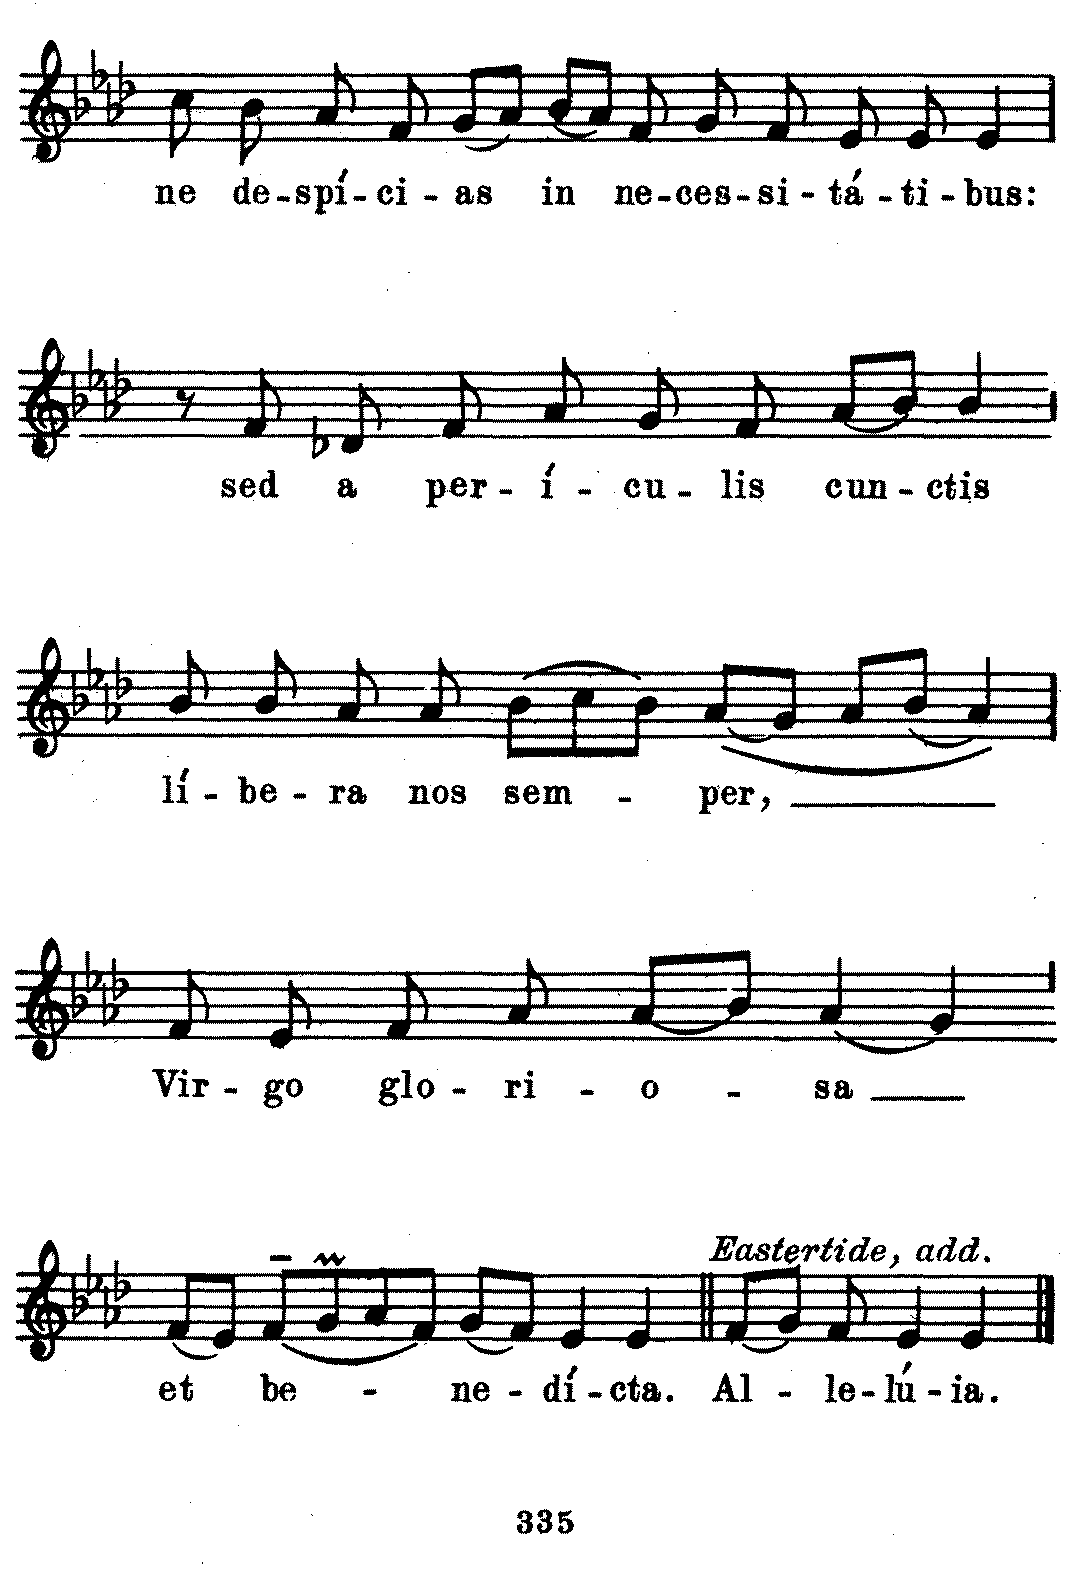 ne de-spí-ci-as in ne-ces-si-tá-ti-bus:
sed a per-í-cu-lis cun-ctis
lí-be-ra nos sem-per,
Vir-go glo-ri-o-sa
Eastertide, add.
et be-ne-dí-cta. Al-le-lú-ia.
335